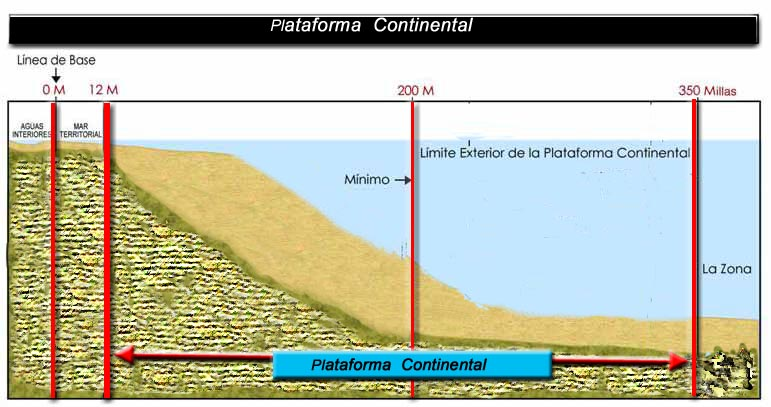 Plataforma Continental
Línea de Base
0 M 12 M 200 M 350 Millas
AGUAS INTERIORES
MAR TERRITORIAL
Límite Exterior de la Plataforma Continental
Mínimo
La Zona
Plataforma Continental